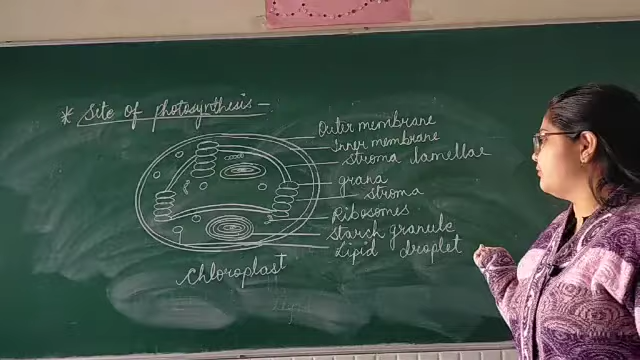 * Site of photosynthesis -
Outer membrane
Inner membrane
stroma lamellae
grana
stroma
Ribosomes
Starch granule
Lipid droplet
Chloroplast